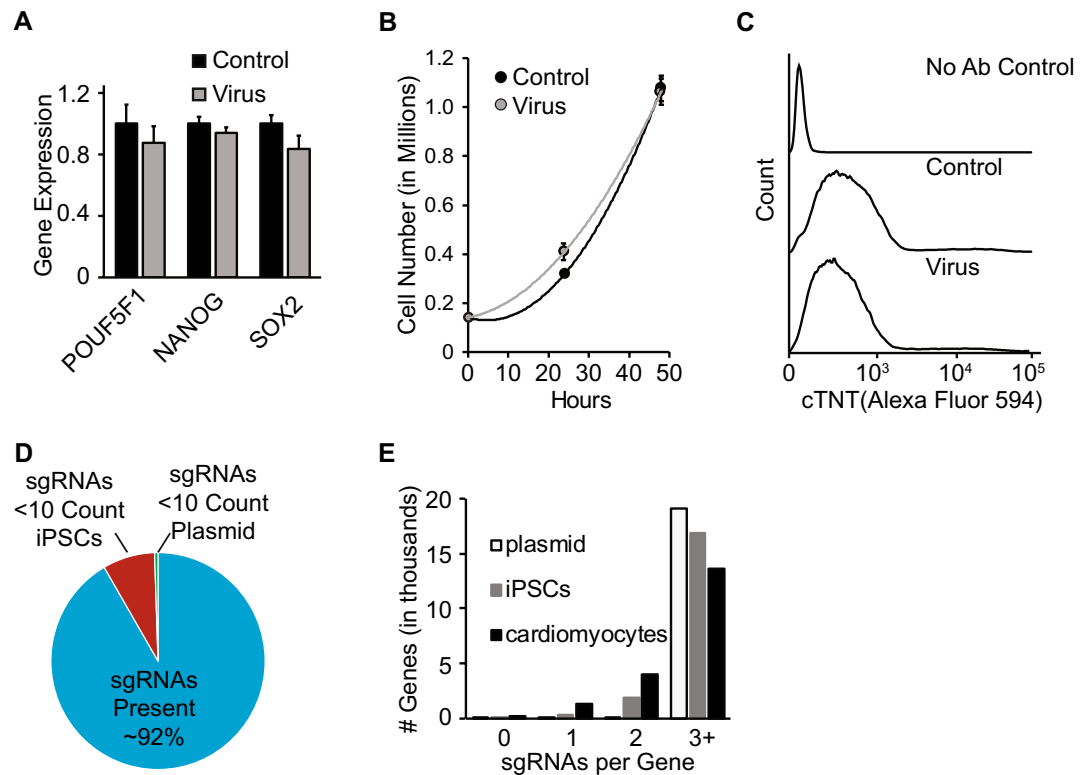 A
Control
Virus
1.2
0.8
0.4
0
Gene Expression
POUF5F1
NANOG
SOX2
B
Control
Virus
1.2
1.0
0.8
0.6
0.4
0.2
0
Cell Number (in Millions)
0 10 20 30 40 50
Hours
C
No Ab Control
Control
Virus
Count
0 10³ 10⁴ 10⁵
cTNT(Alexa Fluor 594)
D
sgRNAs
<10 Count
iPSCs
sgRNAs
<10 Count
Plasmid
sgRNAs
Present
~92%
E
20
15
10
5
0
# Genes (in thousands)
plasmid
iPSCs
cardiomyocytes
0 1 2 3+
sgRNAs per Gene